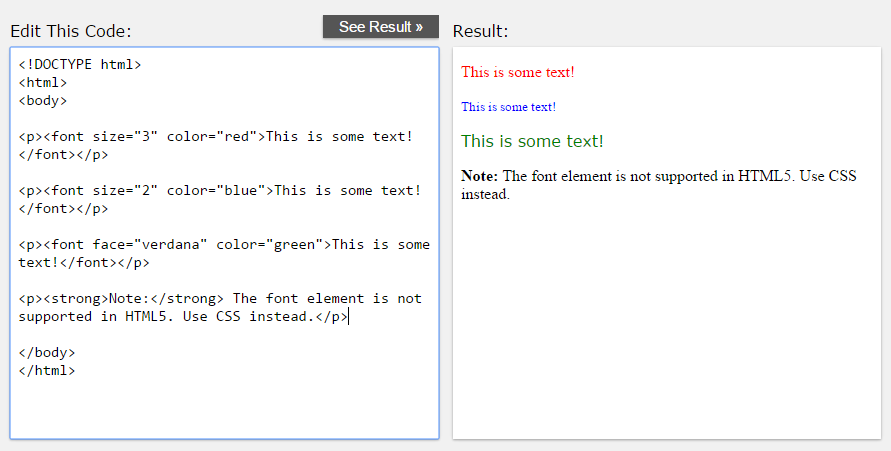 Edit This Code:
See Result »
<!DOCTYPE html>
<html>
<body>
<p><font size="3" color="red">This is some text!
</font></p>
<p><font size="2" color="blue">This is some text!
</font></p>
<p><font face="verdana" color="green">This is some
text!</font></p>
<p><strong>Note:</strong> The font element is not
supported in HTML5. Use CSS instead.</p>
</body>
</html>
Result:
This is some text!
This is some text!
This is some text!
Note: The font element is not supported in HTML5. Use CSS
instead.